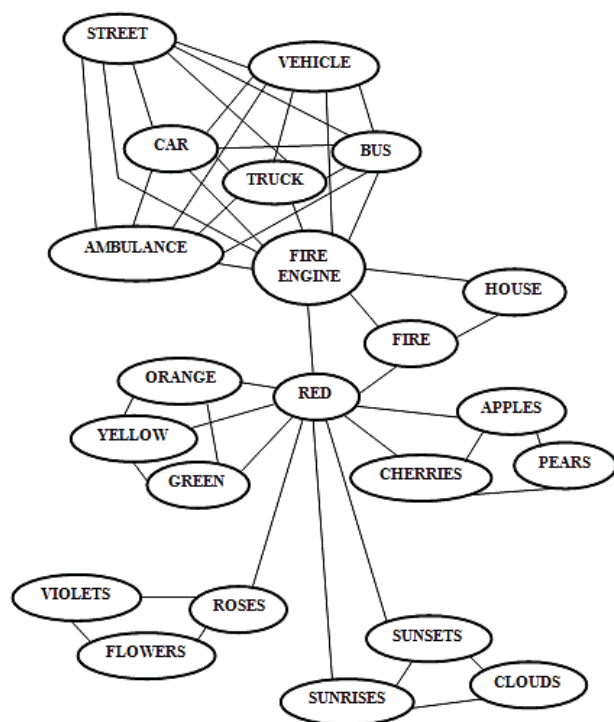 STREET
VEHICLE
CAR
BUS
TRUCK
AMBULANCE
FIRE
ENGINE
HOUSE
FIRE
ORANGE
RED
APPLES
YELLOW
CHERRIES
PEARS
GREEN
VIOLETS
ROSES
FLOWERS
SUNSETS
CLOUDS
SUNRISES